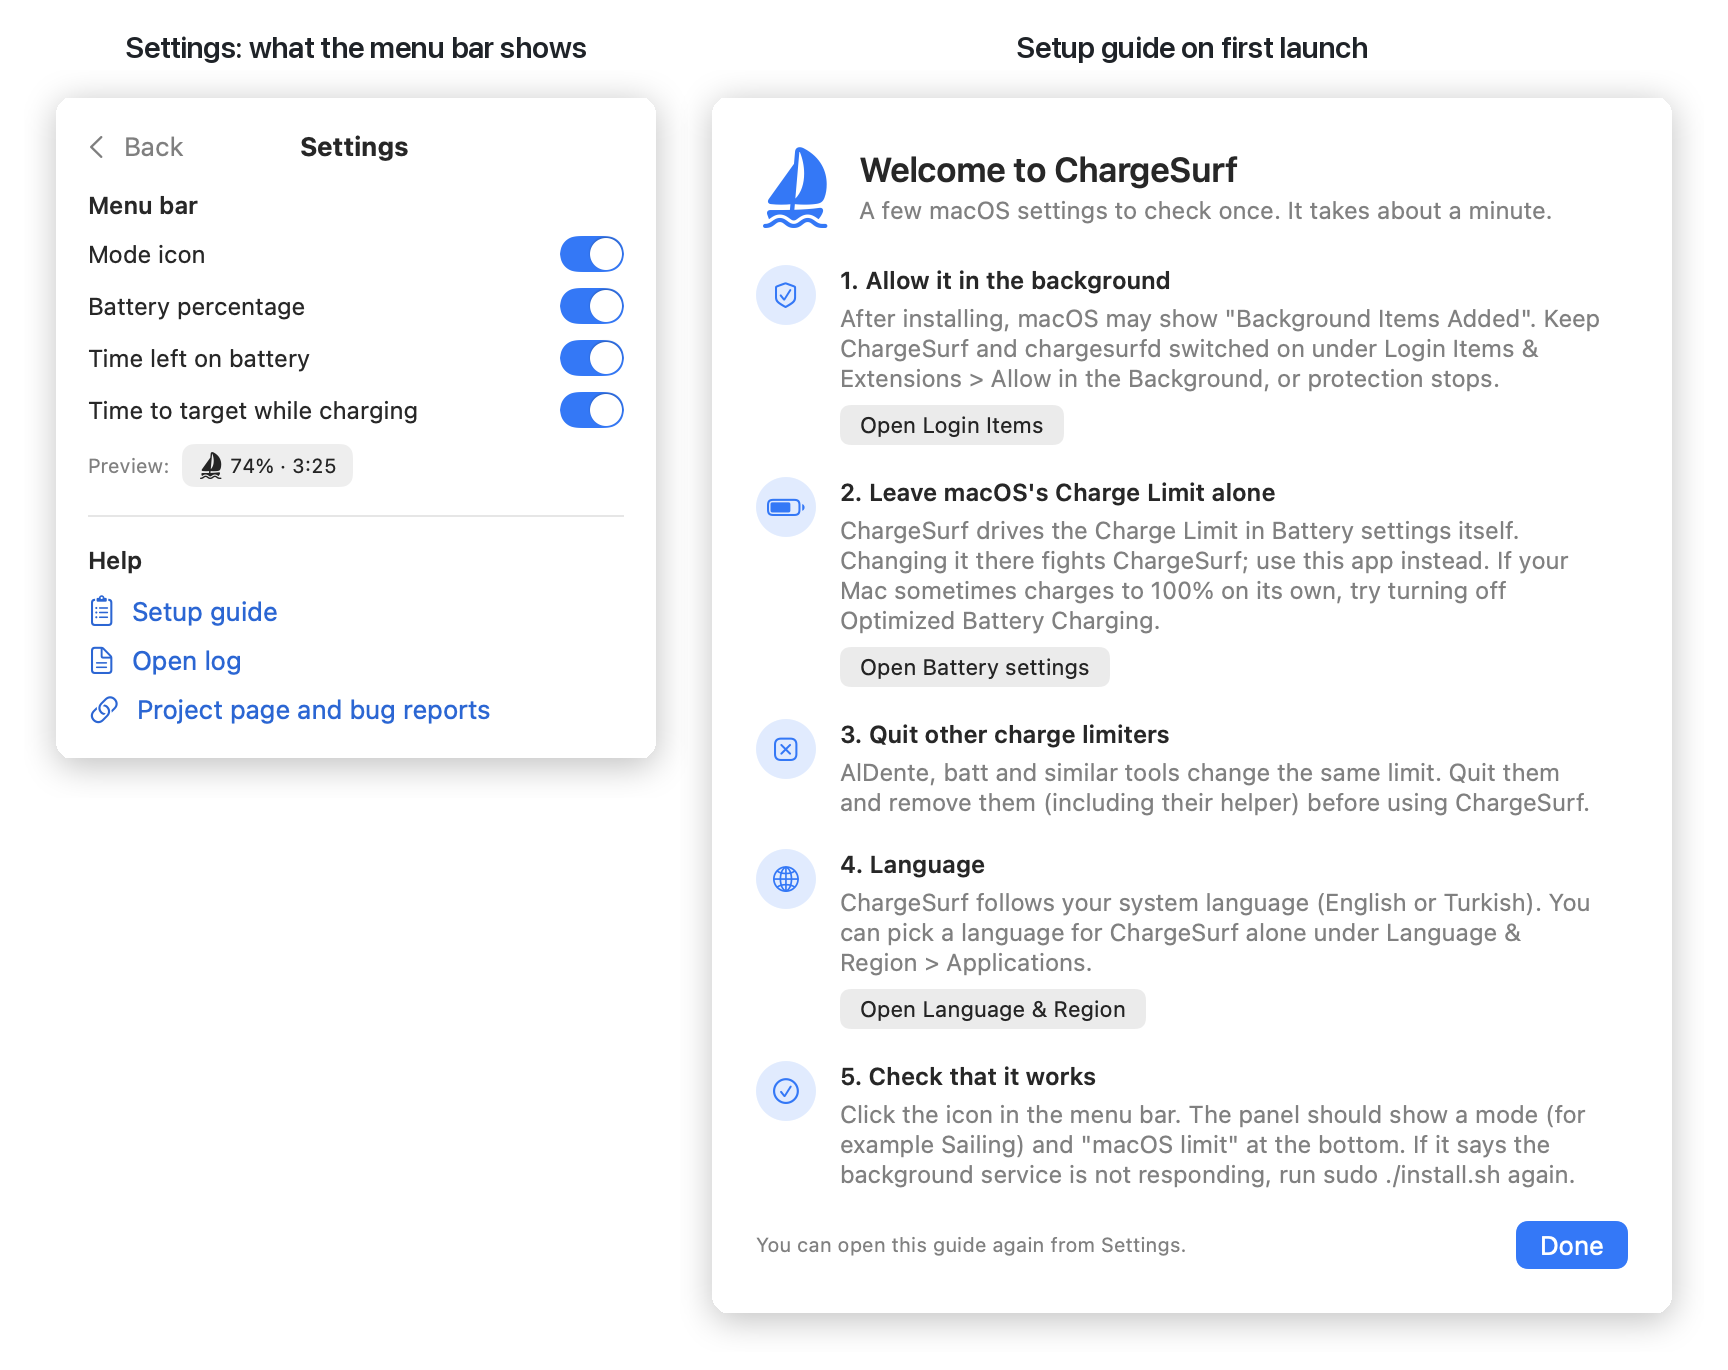 Settings: what the menu bar shows
Back
Settings
Menu bar
Mode icon
Battery percentage
Time left on battery
Time to target while charging
Preview: 74% · 3:25
Help
Setup guide
Open log
Project page and bug reports
Setup guide on first launch
Welcome to ChargeSurf
A few macOS settings to check once. It takes about a minute.
1. Allow it in the background
After installing, macOS may show "Background Items Added". Keep
ChargeSurf and chargesurfd switched on under Login Items &
Extensions > Allow in the Background, or protection stops.
Open Login Items
2. Leave macOS's Charge Limit alone
ChargeSurf drives the Charge Limit in Battery settings itself.
Changing it there fights ChargeSurf; use this app instead. If your
Mac sometimes charges to 100% on its own, try turning off
Optimized Battery Charging.
Open Battery settings
3. Quit other charge limiters
AlDente, batt and similar tools change the same limit. Quit them
and remove them (including their helper) before using ChargeSurf.
4. Language
ChargeSurf follows your system language (English or Turkish). You
can pick a language for ChargeSurf alone under Language &
Region > Applications.
Open Language & Region
5. Check that it works
Click the icon in the menu bar. The panel should show a mode (for
example Sailing) and "macOS limit" at the bottom. If it says the
background service is not responding, run sudo ./install.sh again.
You can open this guide again from Settings.
Done